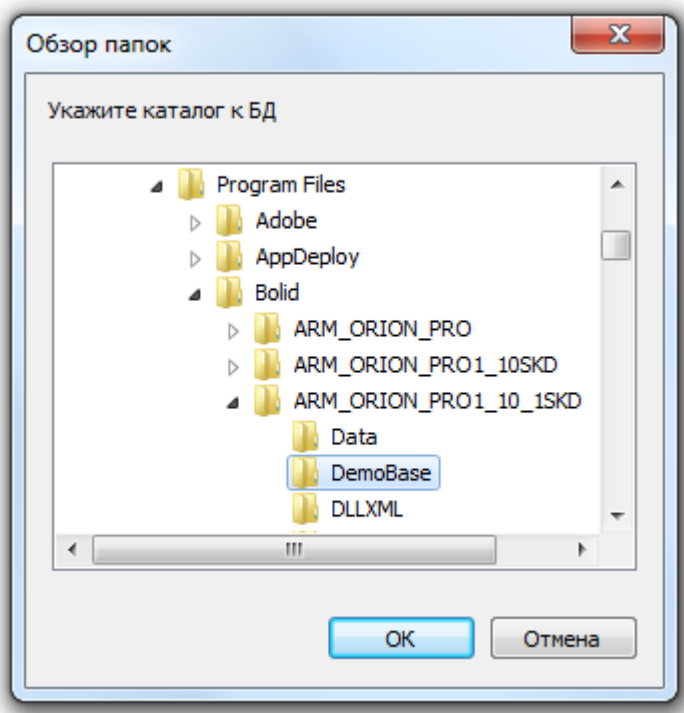 Обзор папок
Укажите каталог к БД
Program Files
Adobe
AppDeploy
Bolid
ARM_ORION_PRO
ARM_ORION_PRO1_10SKD
ARM_ORION_PRO1_10_1SKD
Data
DemoBase
DLLXML
OK
Отмена